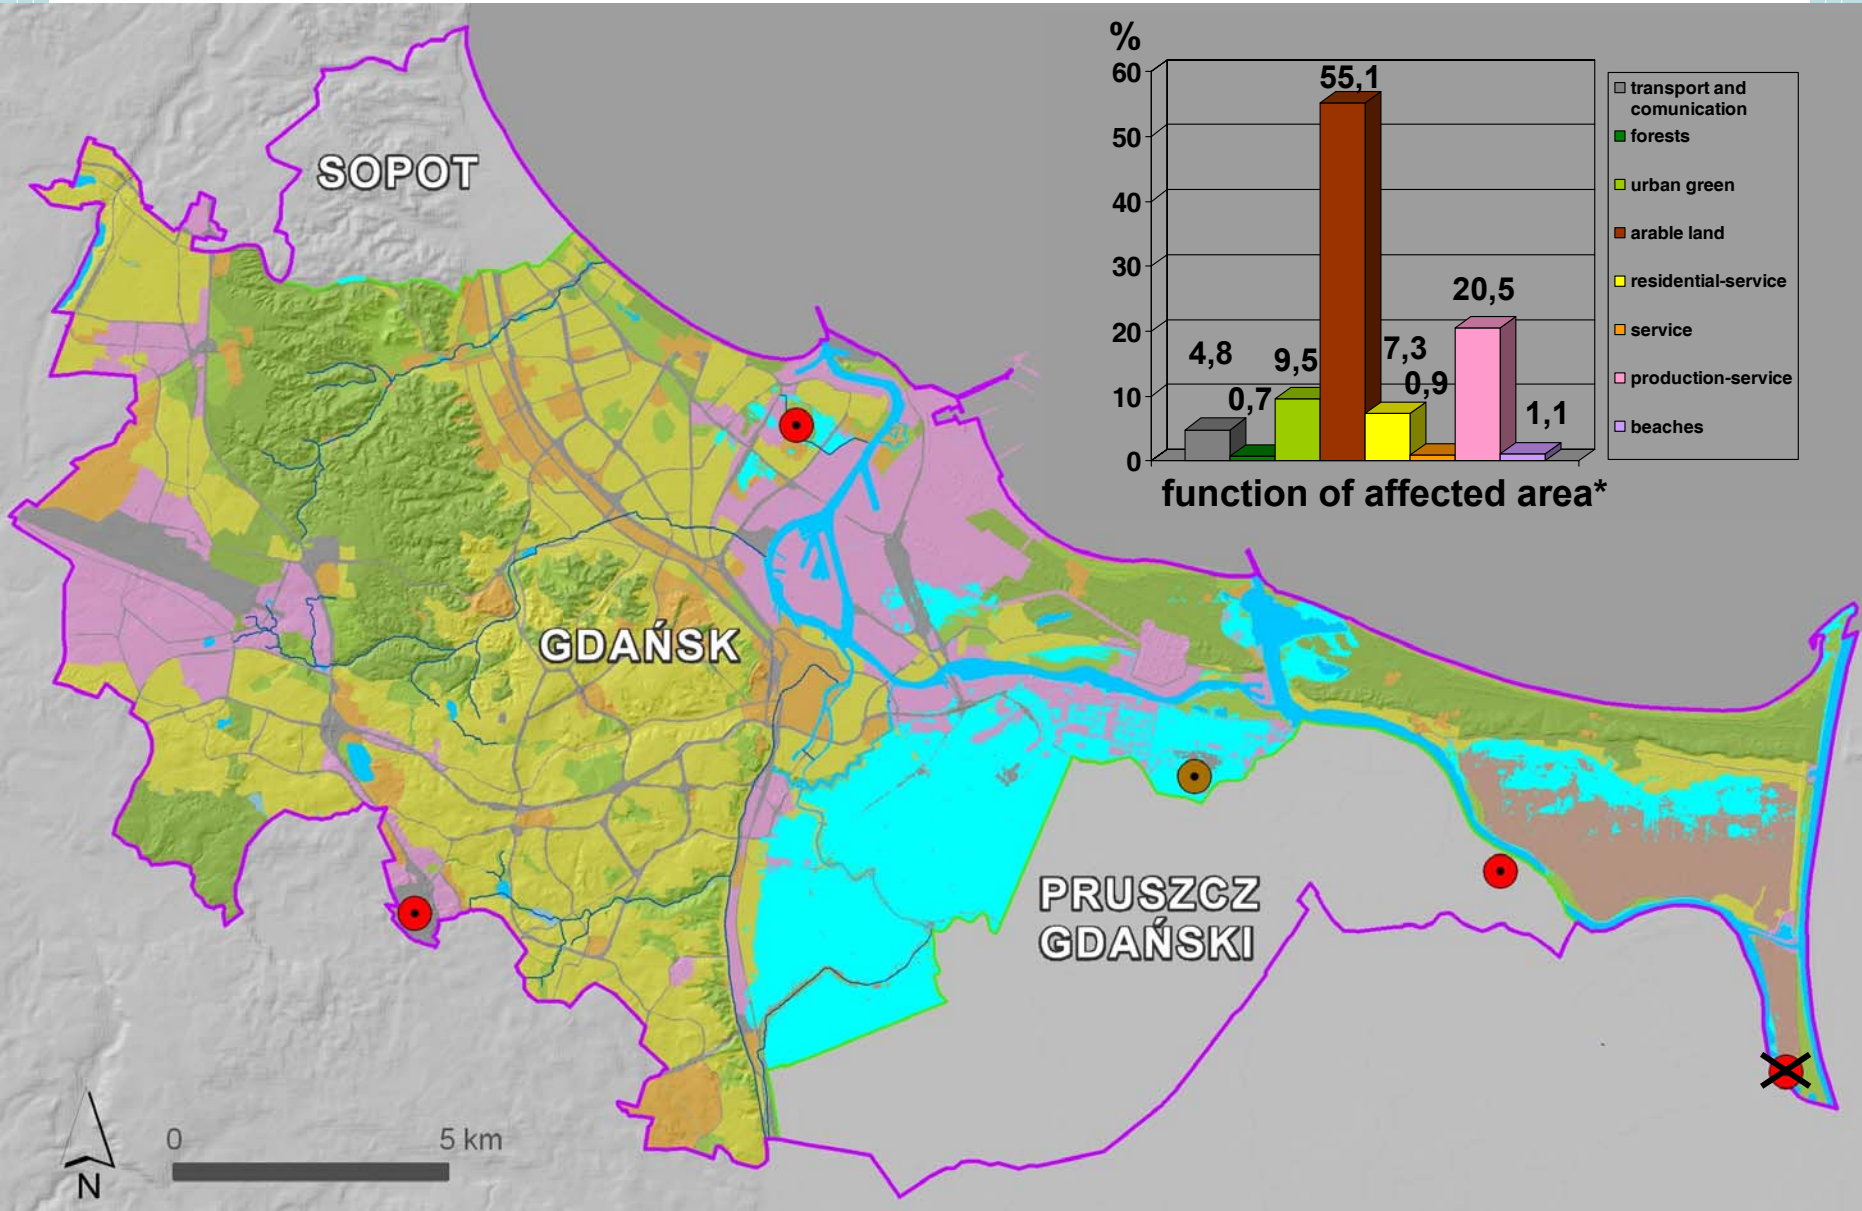 %
60
50
40
30
20
10
0
4,8
0,7
9,5
55,1
7,3
0,9
20,5
1,1
function of affected area*
transport and
comunication
forests
urban green
arable land
residential-service
service
production-service
beaches
SOPOT
GDAŃSK
PRUSZCZ
GDAŃSKI
0
5 km
N